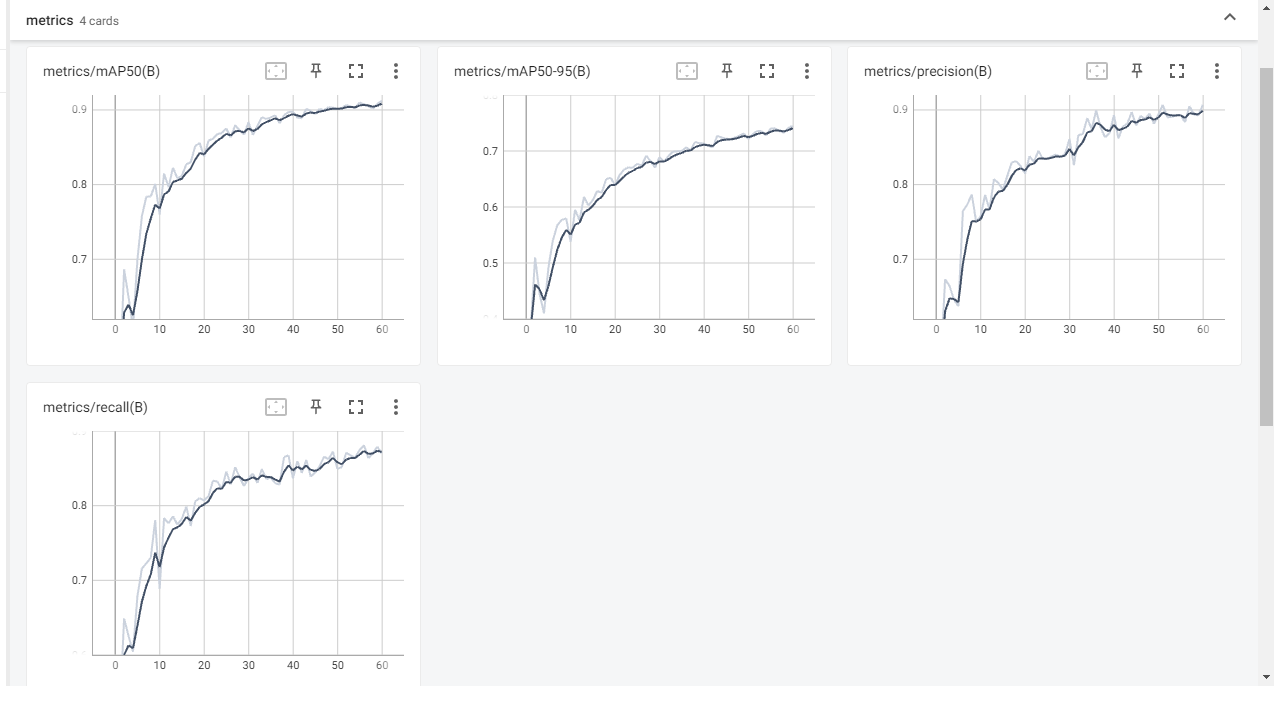 metrics 4 cards
metrics/mAP50(B)
0.9
0.8
0.7
0 10 20 30 40 50 60
metrics/mAP50-95(B)
0.7
0.6
0.5
0 10 20 30 40 50 60
metrics/precision(B)
0.9
0.8
0.7
0 10 20 30 40 50 60
metrics/recall(B)
0.8
0.7
0 10 20 30 40 50 60